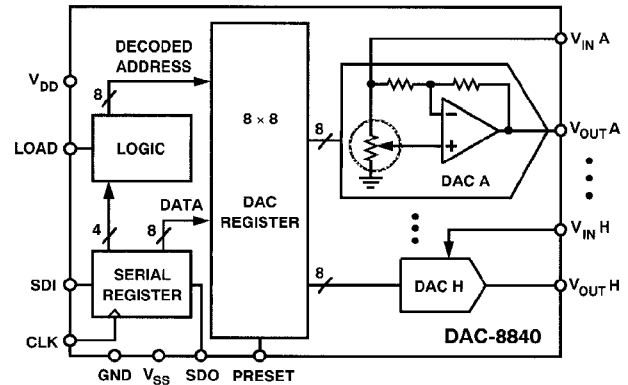 DECODED
ADDRESS
V_DD
8
LOAD
LOGIC
4
DATA
8
SDI
SERIAL
REGISTER
CLK
GND
V_SS
SDO
PRESET
8 × 8
DAC
REGISTER
8
8
V_IN A
−
+
DAC A
V_OUT A
V_IN H
DAC H
V_OUT H
DAC-8840